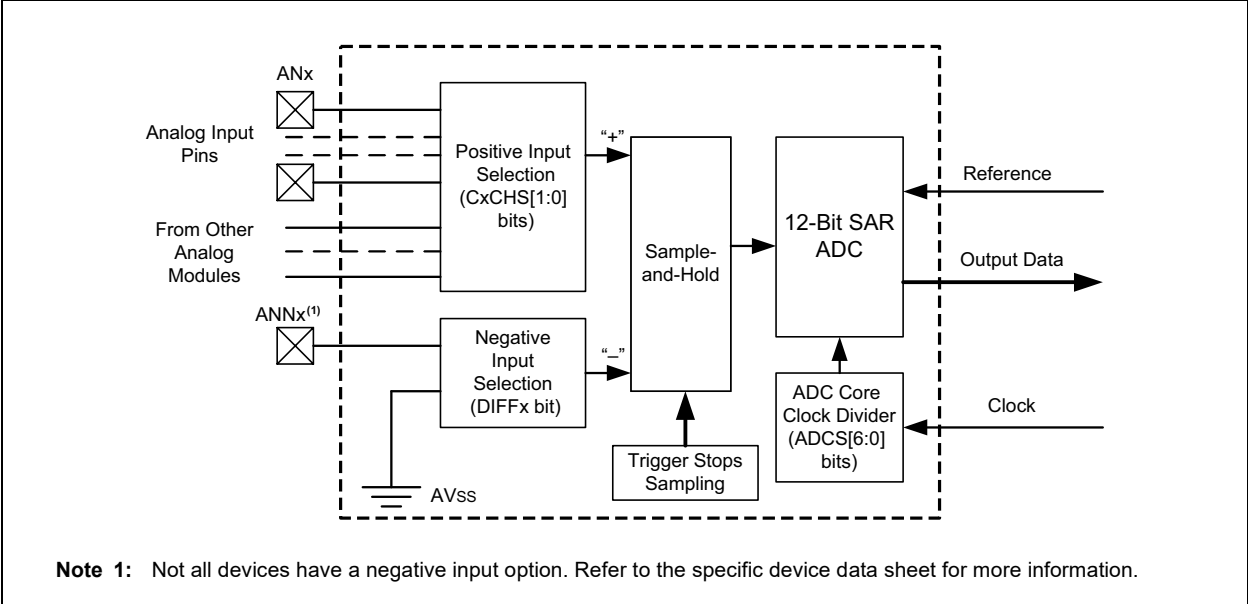 ANx
Analog Input
Pins
From Other
Analog
Modules
ANNx(1)
Positive Input
Selection
(CxCHS[1:0]
bits)
“+”
Negative
Input
Selection
(DIFFx bit)
“–”
AVss
Sample-
and-Hold
Trigger Stops
Sampling
12-Bit SAR
ADC
ADC Core
Clock Divider
(ADCS[6:0]
bits)
Reference
Output Data
Clock
Note 1: Not all devices have a negative input option. Refer to the specific device data sheet for more information.